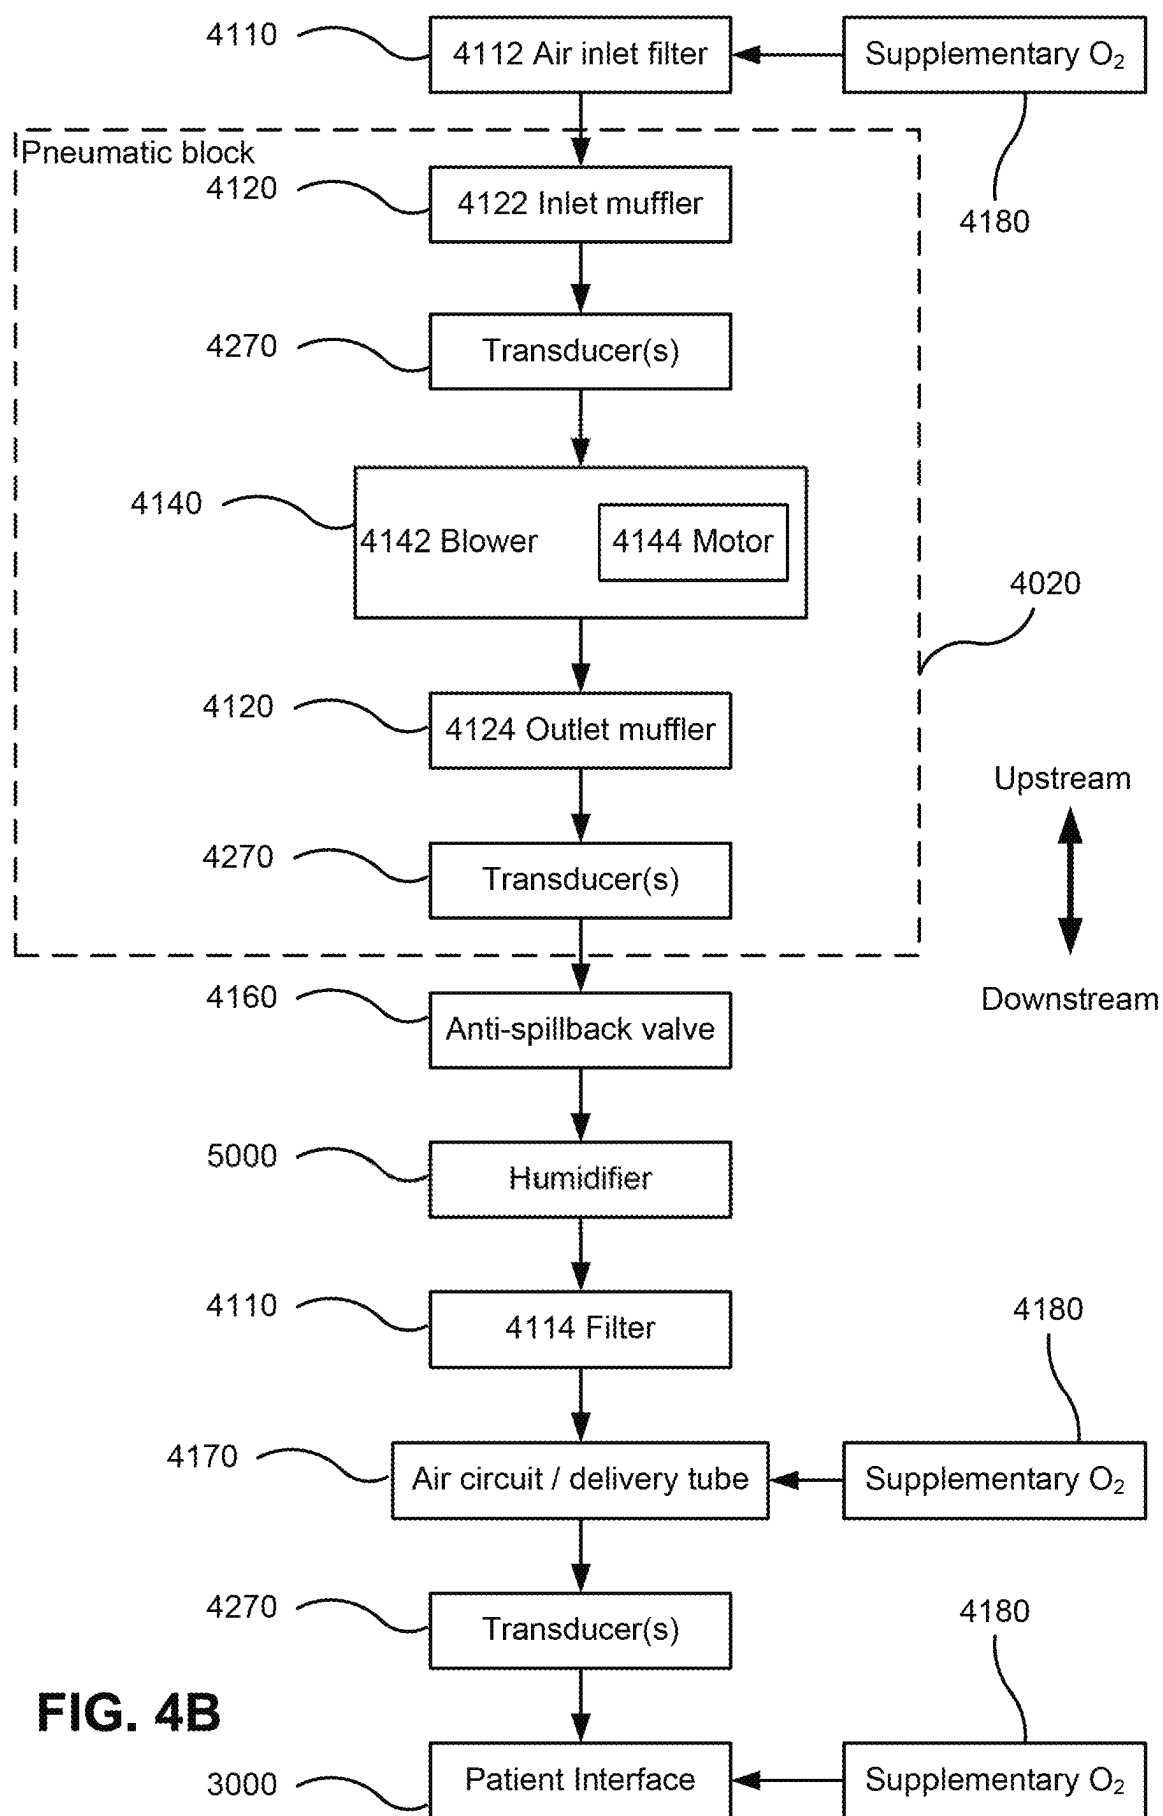 4110
4112 Air inlet filter
Supplementary O₂
Pneumatic block
4120
4122 Inlet muffler
4180
4270
Transducer(s)
4140
4142 Blower
4144 Motor
4020
4120
4124 Outlet muffler
Upstream
4270
Transducer(s)
4160
Anti-spillback valve
Downstream
5000
Humidifier
4110
4114 Filter
4180
4170
Air circuit / delivery tube
Supplementary O₂
4270
Transducer(s)
4180
FIG. 4B
3000
Patient Interface
Supplementary O₂